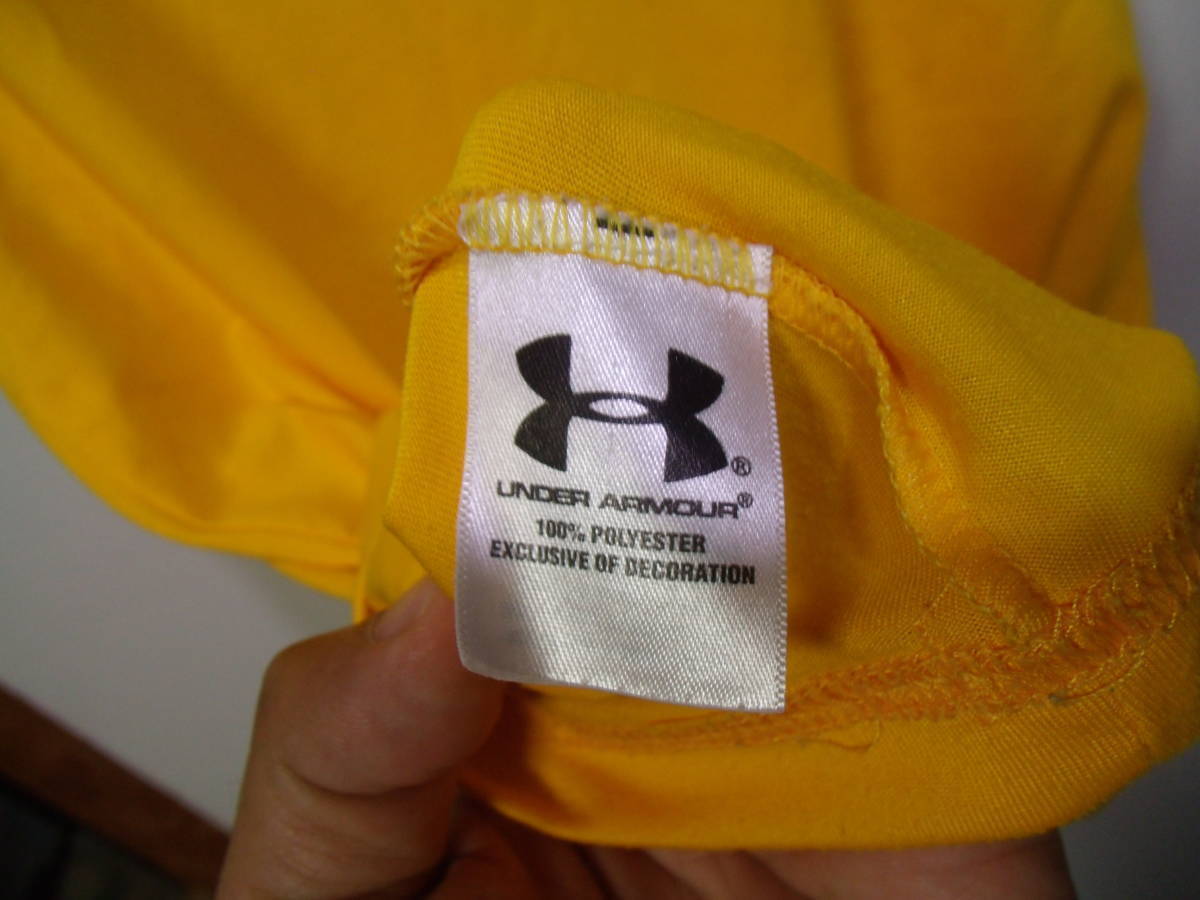 ®
UNDER ARMOUR®
100% POLYESTER
EXCLUSIVE OF DECORATION